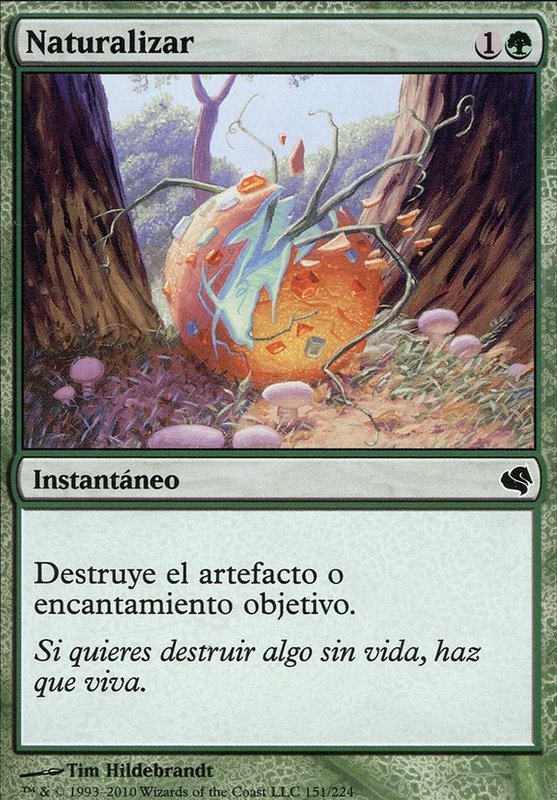 Naturalizar
1
Instantáneo
Destruye el artefacto o
encantamiento objetivo.
Si quieres destruir algo sin vida, haz
que viva.
Tim Hildebrandt
™ & © 1993–2010 Wizards of the Coast LLC 151/224